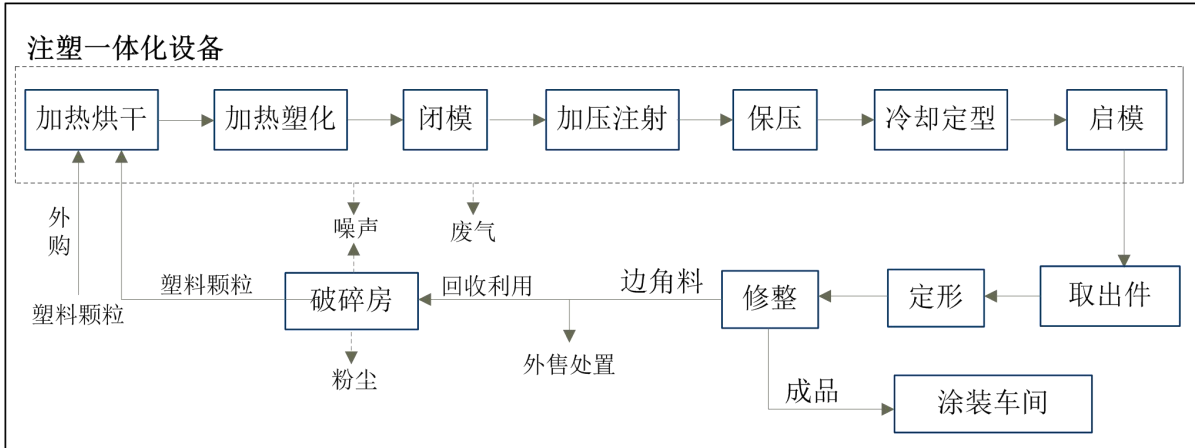 注塑一体化设备
加热烘干
加热塑化
闭模
加压注射
保压
冷却定型
启模
外
购
噪声
废气
塑料颗粒
塑料颗粒
破碎房
回收利用
边角料
修整
定形
取出件
粉尘
外售处置
成品
涂装车间